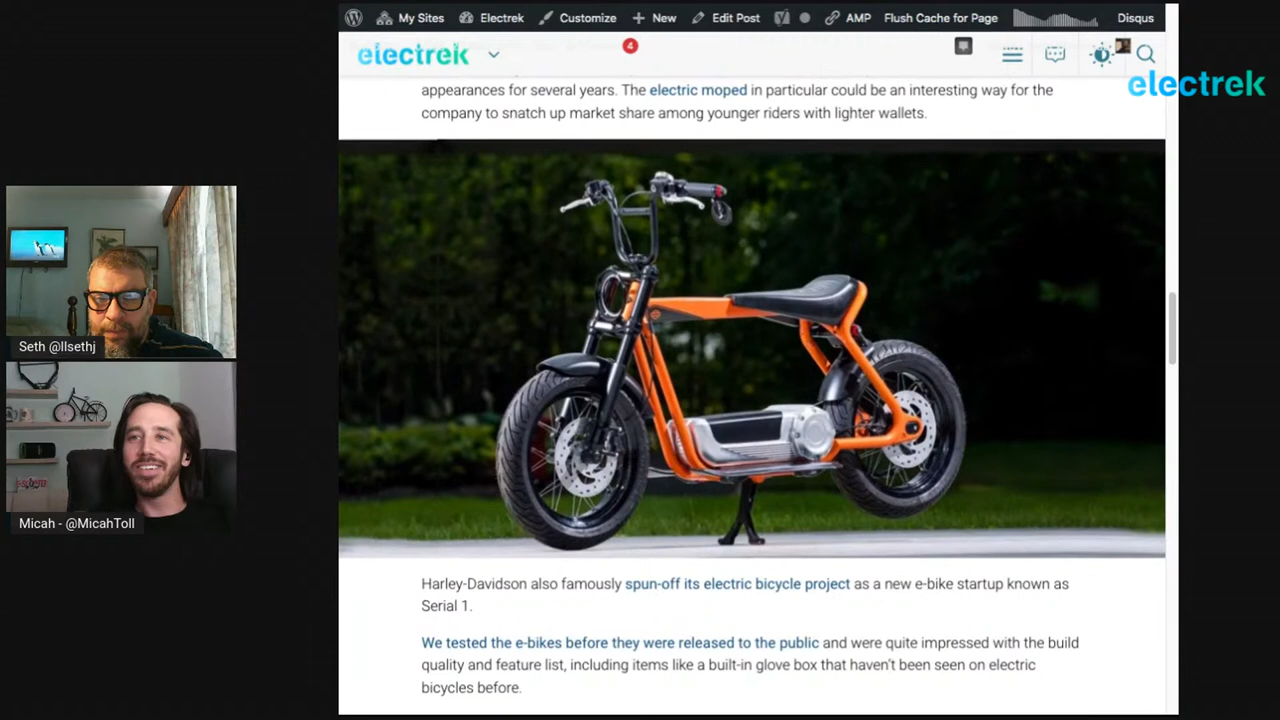 My Sites
Electrek
Customize
New
Edit Post
AMP
Flush Cache for Page
Disqus
electrek
4
electrek
appearances for several years. The electric moped in particular could be an interesting way for the
company to snatch up market share among younger riders with lighter wallets.
Seth @llsethj
Micah - @MicahToll
Harley-Davidson also famously spun-off its electric bicycle project as a new e-bike startup known as
Serial 1.
We tested the e-bikes before they were released to the public and were quite impressed with the build
quality and feature list, including items like a built-in glove box that haven't been seen on electric
bicycles before.